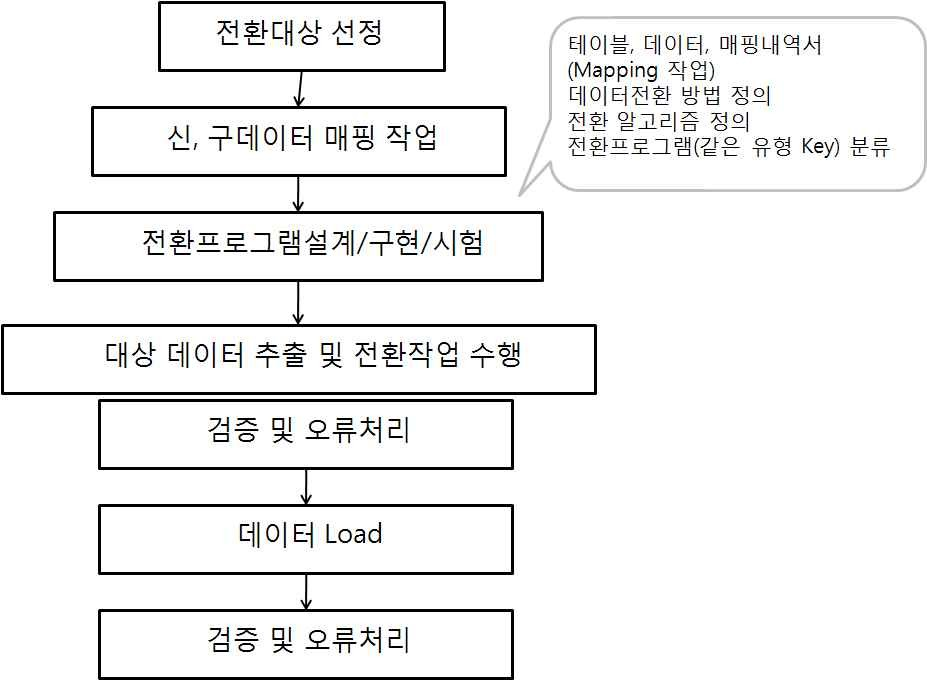 전환대상 선정
신, 구데이터 매핑 작업
테이블, 데이터, 매핑내역서
(Mapping 작업)
데이터전환 방법 정의
전환 알고리즘 정의
전환프로그램(같은 유형 Key) 분류
전환프로그램설계/구현/시험
대상 데이터 추출 및 전환작업 수행
검증 및 오류처리
데이터 Load
검증 및 오류처리